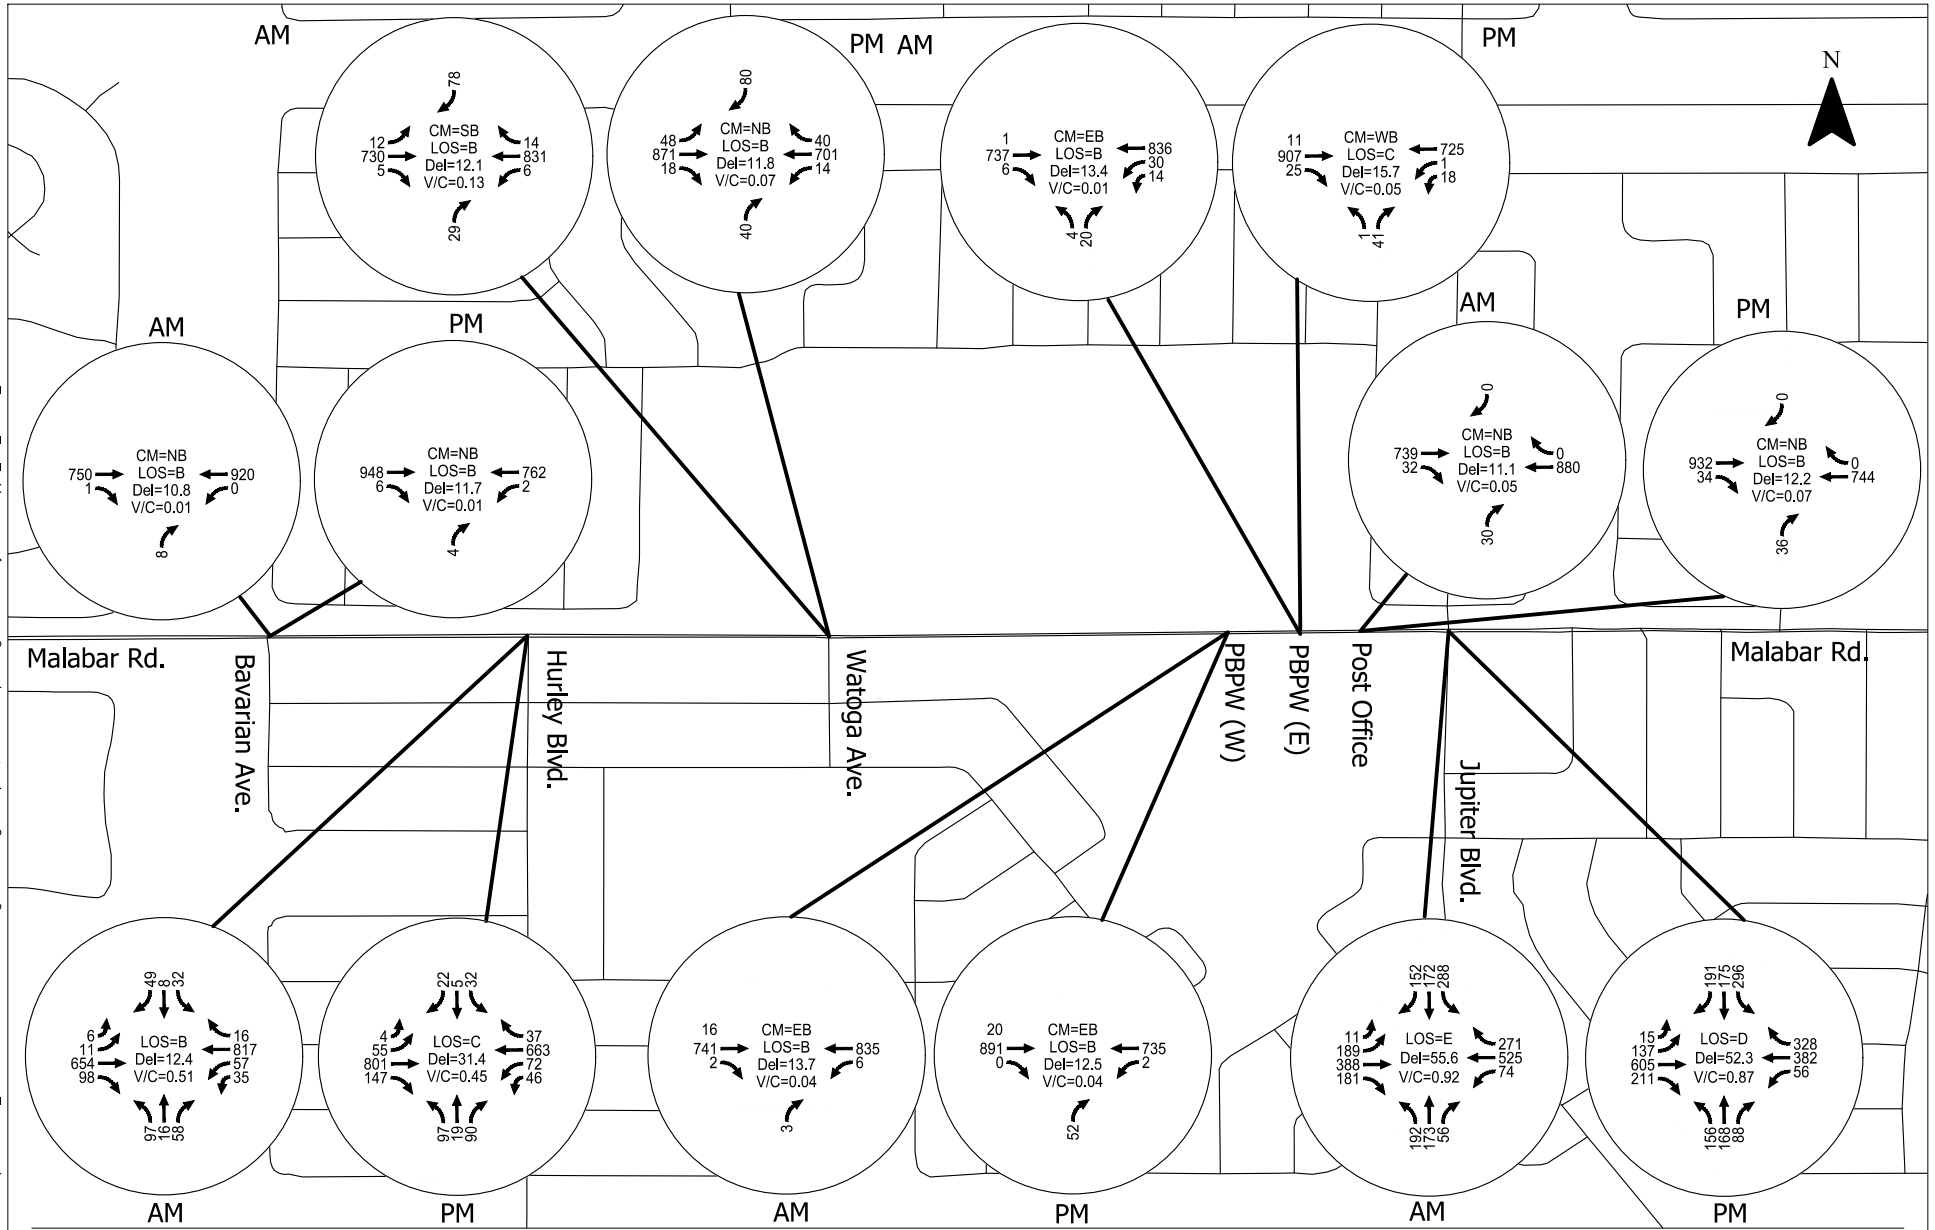 AM
PM
AM
PM
N
78
12
730
5
CM=SB
LOS=B
Del=12.1
V/C=0.13
14
831
6
29
80
48
871
18
CM=NB
LOS=B
Del=11.8
V/C=0.07
40
701
14
40
1
737
6
CM=EB
LOS=B
Del=13.4
V/C=0.01
836
30
14
4
20
11
907
25
CM=WB
LOS=C
Del=15.7
V/C=0.05
725
1
18
1
41
AM
PM
AM
PM
750
1
CM=NB
LOS=B
Del=10.8
V/C=0.01
920
0
8
948
6
CM=NB
LOS=B
Del=11.7
V/C=0.01
762
2
4
0
739
32
CM=NB
LOS=B
Del=11.1
V/C=0.05
0
880
30
0
932
34
CM=NB
LOS=B
Del=12.2
V/C=0.07
0
744
36
Malabar Rd.
Bavarian Ave.
Hurley Blvd.
Watoga Ave.
PBPW (W)
PBPW (E)
Post Office
Jupiter Blvd.
Malabar Rd.
49
8
32
6
11
654
98
LOS=B
Del=12.4
V/C=0.51
16
817
57
35
97
16
58
22
5
32
4
55
801
147
LOS=C
Del=31.4
V/C=0.45
37
663
72
46
97
19
90
16
741
2
CM=EB
LOS=B
Del=13.7
V/C=0.04
835
6
3
20
891
0
CM=EB
LOS=B
Del=12.5
V/C=0.04
735
2
52
152
172
288
11
189
388
181
LOS=E
Del=55.6
V/C=0.92
271
525
74
192
173
56
191
175
296
15
137
605
211
LOS=D
Del=52.3
V/C=0.87
328
382
56
156
168
88
AM
PM
AM
PM
AM
PM